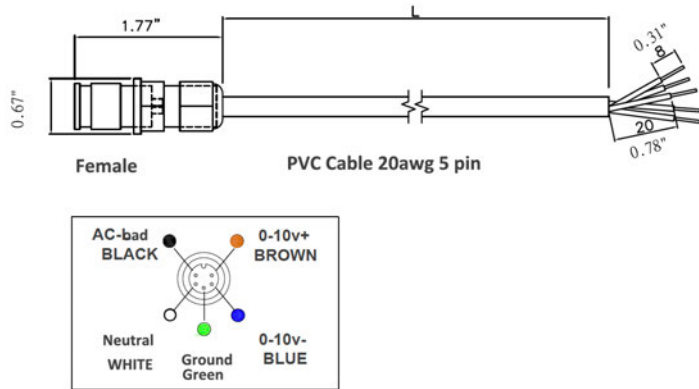 1.77"
L
0.31"
8
0.67"
20
0.78"
Female
PVC Cable 20awg 5 pin
AC-bad
BLACK
0-10v+
BROWN
Neutral
WHITE
Ground
Green
0-10v-
BLUE